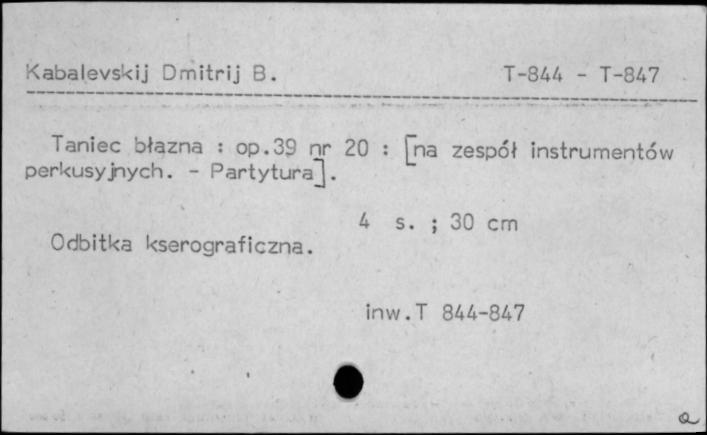 Kabalevskij Dmitrij B. T-844 - T-847
Taniec błazna : op.39 nr 20 : [na zespół instrumentów
perkusyjnych. - Partytura].
4 s. ; 30 cm
Odbitka kserograficzna.
inw.T 844-847
a